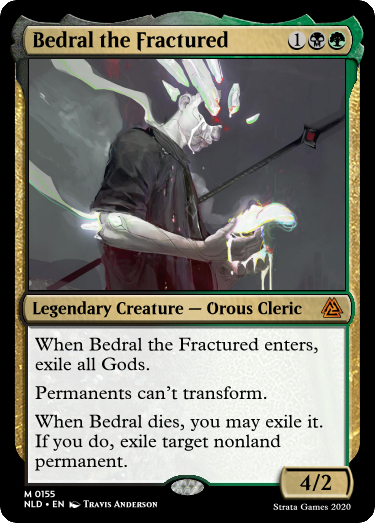 Bedral the Fractured 1
Legendary Creature — Orous Cleric
When Bedral the Fractured enters,
exile all Gods.
Permanents can't transform.
When Bedral dies, you may exile it.
If you do, exile target nonland
permanent.
4/2
M 0155
NLD • EN Travis Anderson
Strata Games 2020